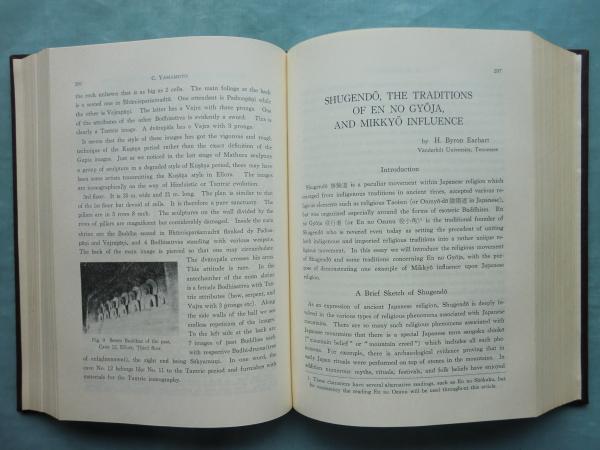 C. YAMAMOTO
the rock unhewn that is as big as 2 cells. The main foliage at the back
is a seated one in Bhūmisparśamudrā. One attendant is Padmapāṇi while
the other is Vajrapāṇi. The latter has a Vajra with three prongs. One
of the attributes of the other Bodhisattva is evidently a sword. This is
clearly a Tantric image. A dvārapāla has a Vajra with 3 prongs.
It seems that the style of these images has got the vigorous and rough
technique of the Kuṣāṇa period rather than the exact definition of the
Gupta images. Just as we noticed in the last stage of Mathura sculptury
a group of sculpture in a degraded style of Kuṣāṇa period, there may have
been some artists transmitting the Kuṣāṇa style in Ellora. The images
are iconographically on the way of Hinduistic or Tantric evolution.
3rd floor. It is 35 m. wide and 21 m. long. The plan is similar to that
of the 1st floor but devoid of cells. It is therefore a pure sanctuary. The
pillars are in 3 rows 8 each. The sculptures on the wall divided by the
rows of pillars are magnificent but considerably damaged. Inside the main
shrine are the Buddha seated in Bhūmisparśamudrā flanked by Padma-
pāṇi and Vajrapāṇi, and 4 Bodhisattvas standing with various weapons.
The back of the main image is pierced so that one may circumbulate.
The dvārapāla crosses his arms.
This attitude is rare. In the
antechamber of the main shrine
is a female Bodhisattva with Tan-
tric attributes (bow, serpent, and
Vajra with 3 prongs etc). Along
the side walls of the hall we see
endless repetition of the images.
To the left side at the back are
7 images of past Buddhas each
with respective Bodhi-druma (tree
Fig. 9 Seven Buddhas of the past.
Cave 12, Ellora, Third floor.
of enlightenment), the right end being Śākyamuni. In one word, the
cave No. 12 belongs like No. 11 to the Tantric period and furnishes with
materials for the Tantric iconography.
297
SHUGENDŌ, THE TRADITIONS
OF EN NO GYŌJA,
AND MIKKYŌ INFLUENCE
by H. Byron Earhart
Vanderbilt University, Tennessee
Introduction
Shugendō 修験道 is a peculiar movement within Japanese religion which
emerged from indigenous traditions in ancient times, accepted various re-
ligious elements such as religious Taoism (or Onmyō-dō 陰陽道 in Japanese),
but was organized especially around the forms of esoteric Buddhism. En
no Gyōja 役行者 (or En no Ozunu 役小角)¹ is the traditional founder of
Shugendō who is revered even today as setting the precedent of uniting
both indigenous and imported religious traditions into a rather unique re-
ligious movement. In this essay we will introduce the religious movement
of Shugendō and some traditions concerning En no Gyōja, with the pur-
pose of demonstrating one example of Mikkyō influence upon Japanese
religion.
A Brief Sketch of Shugendō
As an expression of ancient Japanese religion, Shugendō is deeply in-
volved in the various types of religious phenomena associated with Japanese
mountains. There are so many such religious phenomena associated with
Japanese mountains that there is a special Japanese term sangaku shinkō
("mountain belief" or "mountain creed") which includes all such phe-
nomena. For example, there is archaeological evidence proving that in
early Japan rituals were performed on top of stones in the mountains. In
addition numerous myths, rituals, festivals, and folk beliefs have enjoyed
1. These characters have several alternative readings, such as En no Shōkaku, but
for consistency the reading En no Ozunu will be used throughout this article.